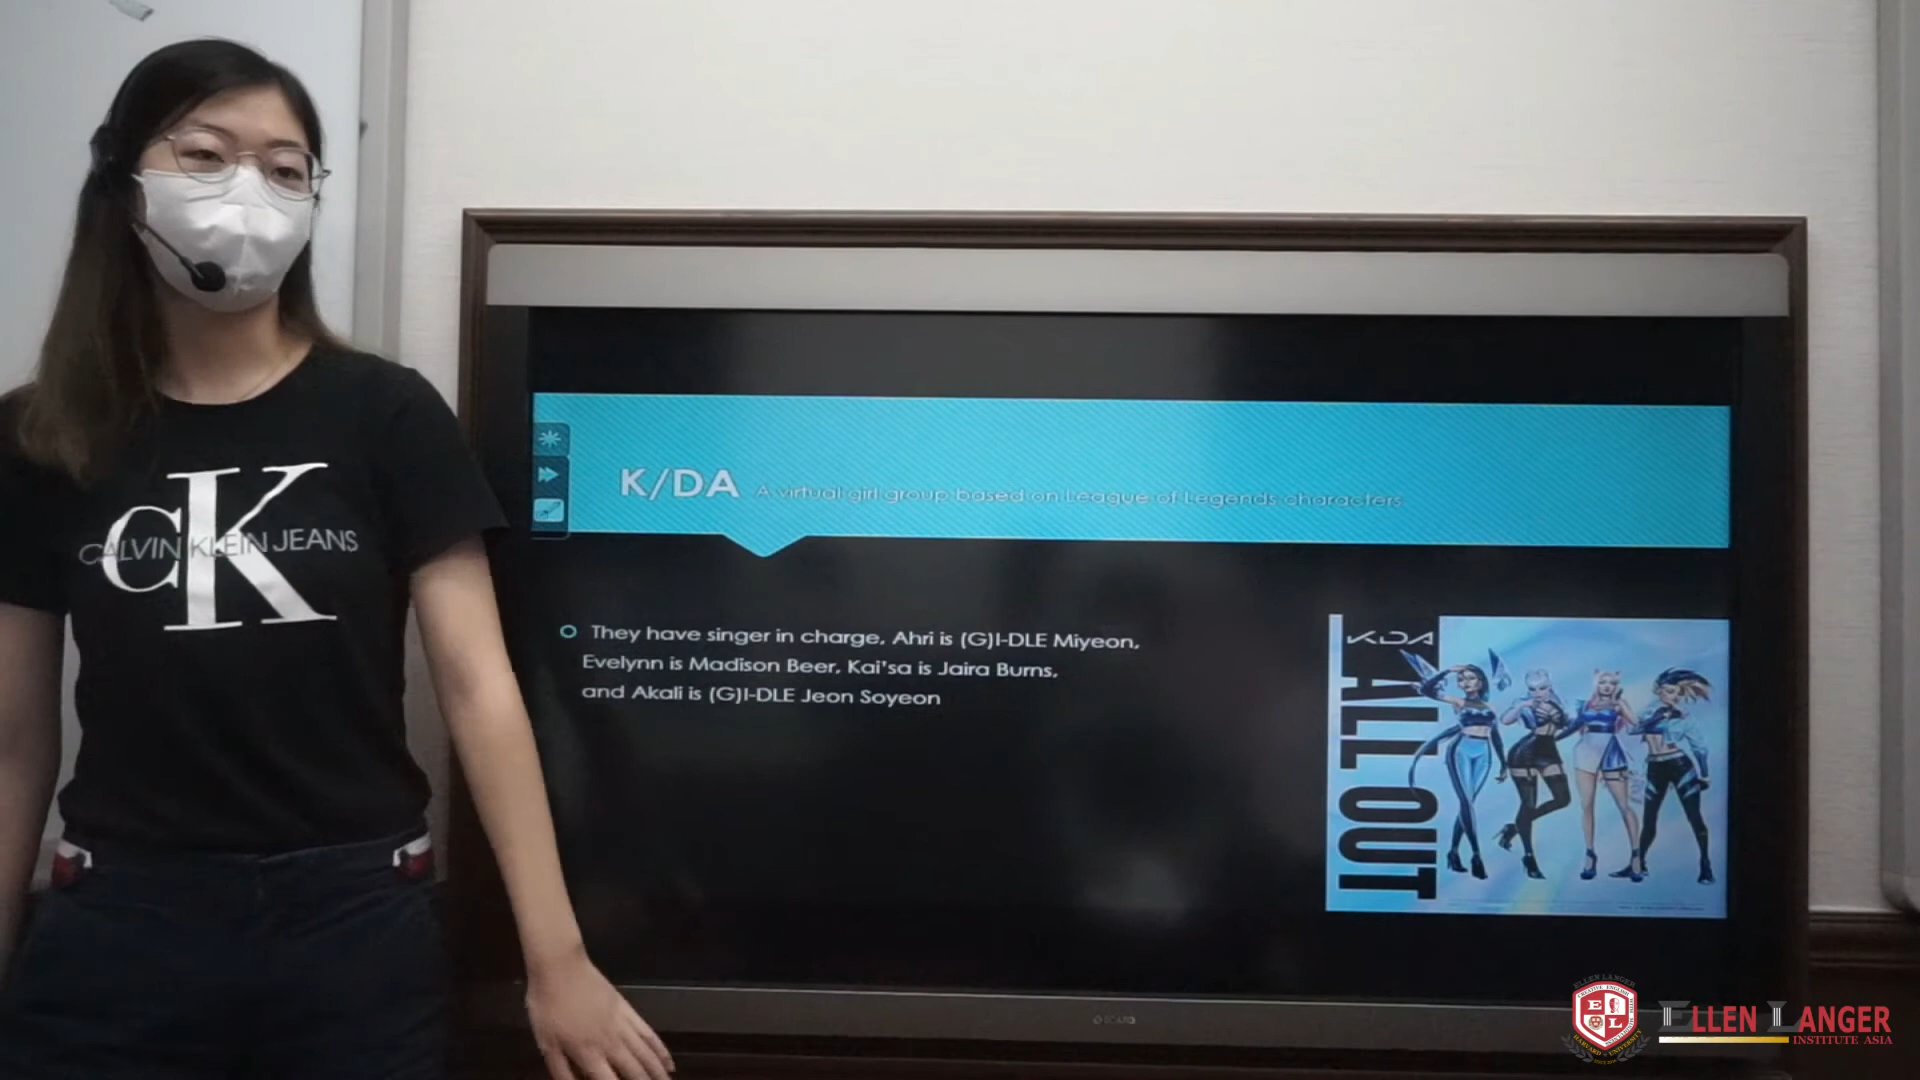 CK
CALVIN KLEIN JEANS
K/DA A virtual girl group based on League of Legends characters
They have singer in charge, Ahri is (G)I-DLE Miyeon,
Evelynn is Madison Beer, Kai'sa is Jaira Burns,
and Akali is (G)I-DLE Jeon Soyeon
K/DA
ALL OUT
ELLEN LANGER
INSTITUTE ASIA
E L